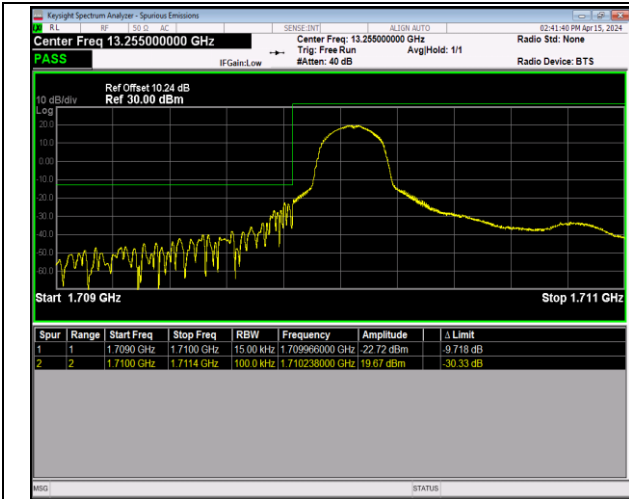 Keysight Spectrum Analyzer - Spurious Emissions
RL RF 50 Ω AC SENSE:INT ALIGN AUTO 02:41:40 PM Apr 15, 2024
Center Freq 13.255000000 GHz Center Freq: 13.255000000 GHz Radio Std: None
Trig: Free Run Avg|Hold: 1/1
PASS IFGain:Low #Atten: 40 dB Radio Device: BTS
Ref Offset 10.24 dB
10 dB/div Ref 30.00 dBm
Log
20.0
10.0
0.00
-10.0
-20.0
-30.0
-40.0
-50.0
-60.0
Start 1.709 GHz Stop 1.711 GHz
Spur Range Start Freq Stop Freq RBW Frequency Amplitude Δ Limit
1 1 1.7090 GHz 1.7100 GHz 15.00 kHz 1.709966000 GHz -22.72 dBm -9.718 dB
2 2 1.7100 GHz 1.7114 GHz 100.0 kHz 1.710238000 GHz 19.67 dBm -30.33 dB
MSG STATUS